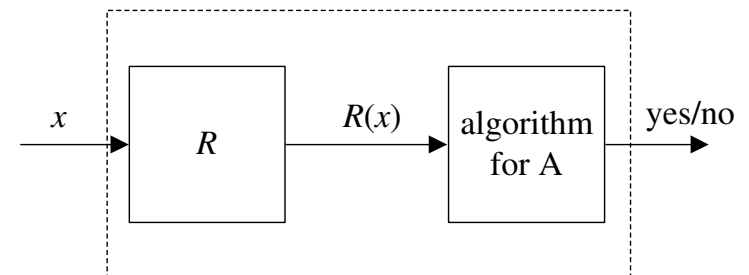 x
R
R(x)
algorithm
for A
yes/no